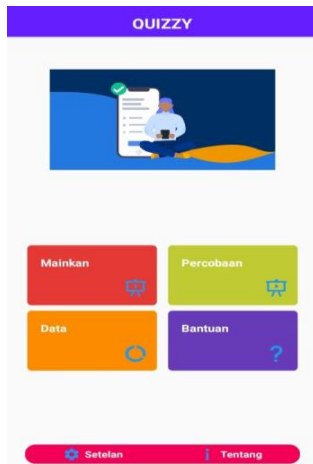 QUIZZY
Mainkan
Percobaan
Data
Bantuan
?
Setelan
Tentang